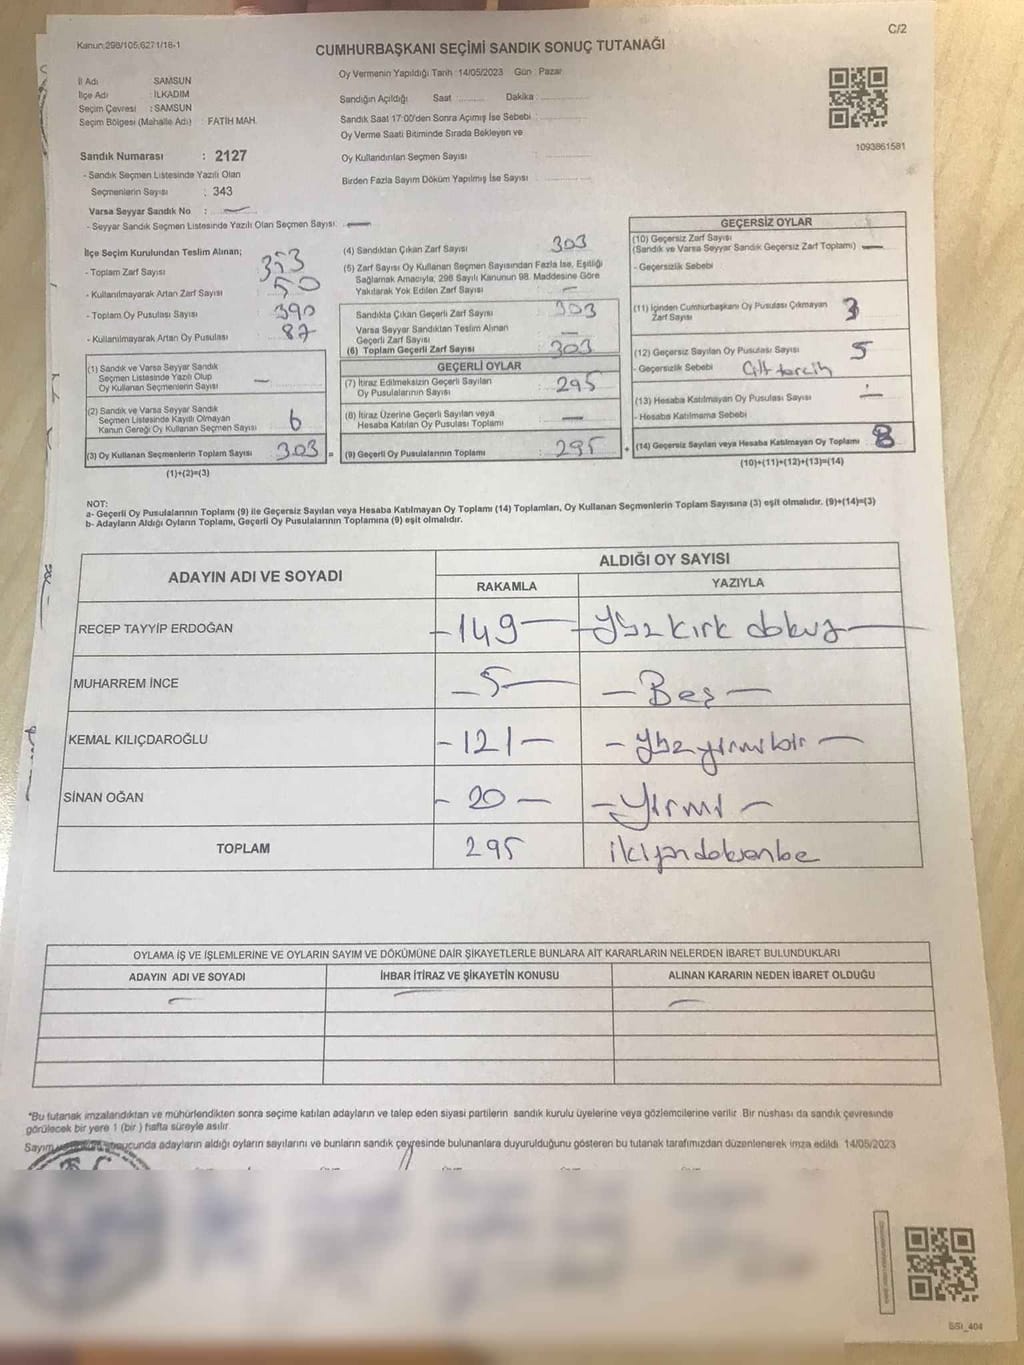 Kanun:298/105;6271/18-1
C/2
CUMHURBAŞKANI SEÇİMİ SANDIK SONUÇ TUTANAĞI
İl Adı SAMSUN
İlçe Adı : İLKADIM
Seçim Çevresi : SAMSUN
Seçim Bölgesi (Mahalle Adı) : FATİH MAH.
Oy Vermenin Yapıldığı Tarih :14/05/2023 Gün : Pazar
Sandığın Açıldığı Saat :.......... Dakika :..............
Sandık Saat 17:00'den Sonra Açımış İse Sebebi :
Oy Verme Saati Bitiminde Sırada Bekleyen ve
Oy Kullandırılan Seçmen Sayısı :
Birden Fazla Sayım Döküm Yapılmış İse Sayısı :
1093861581
Sandık Numarası : 2127
- Sandık Seçmen Listesinde Yazılı Olan
Seçmenlerin Sayısı : 343
Varsa Seyyar Sandık No : —
- Seyyar Sandık Seçmen Listesinde Yazılı Olan Seçmen Sayısı: —
İlçe Seçim Kurulundan Teslim Alınan;
- Toplam Zarf Sayısı : 353
- Kullanılmayarak Artan Zarf Sayısı : 50
- Toplam Oy Pusulası Sayısı : 390
- Kullanılmayarak Artan Oy Pusulası : 87
(1) Sandık ve Varsa Seyyar Sandık
Seçmen Listesinde Yazılı Olup
Oy Kullanan Seçmenlerin Sayısı : —
(2) Sandık ve Varsa Seyyar Sandık
Seçmen Listesinde Kayıtlı Olmayan
Kanun Gereği Oy Kullanan Seçmen Sayısı : 6
(3) Oy Kullanan Seçmenlerin Toplam Sayısı : 303 =
(1)+(2)=(3)
(4) Sandıktan Çıkan Zarf Sayısı : 303
(5) Zarf Sayısı Oy Kullanan Seçmen Sayısından Fazla İse, Eşitliği
Sağlamak Amacıyla, 298 Sayılı Kanunun 98. Maddesine Göre
Yakılarak Yok Edilen Zarf Sayısı : —
Sandıkta Çıkan Geçerli Zarf Sayısı : 303
Varsa Seyyar Sandıktan Teslim Alınan
Geçerli Zarf Sayısı : —
(6) Toplam Geçerli Zarf Sayısı : 303
GEÇERLİ OYLAR
(7) İtiraz Edilmeksizin Geçerli Sayılan
Oy Pusulasının Sayısı : 295
(8) İtiraz Üzerine Geçerli Sayılan veya
Hesaba Katılan Oy Pusulası Toplamı : —
(9) Geçerli Oy Pusulalarının Toplamı : 295 +
GEÇERSİZ OYLAR
(10) Geçersiz Zarf Sayısı
(Sandık ve Varsa Seyyar Sandık Geçersiz Zarf Toplamı) : —
- Geçersizlik Sebebi
(11) İçinden Cumhurbaşkanı Oy Pusulası Çıkmayan
Zarf Sayısı : 3
(12) Geçersiz Sayılan Oy Pusulası Sayısı : 5
- Geçersizlik Sebebi : Çift tercih
(13) Hesaba Katılmayan Oy Pusulası Sayısı : —
- Hesaba Katılmama Sebebi
(14) Geçersiz Sayılan veya Hesaba Katılmayan Oy Toplamı : 8
(10)+(11)+(12)+(13)=(14)
NOT:
a- Geçerli Oy Pusulalarının Toplamı (9) ile Geçersiz Sayılan veya Hesaba Katılmayan Oy Toplamı (14) Toplamları, Oy Kullanan Seçmenlerin Toplam Sayısına (3) eşit olmalıdır. (9)+(14)=(3)
b- Adayların Aldığı Oyların Toplamı, Geçerli Oy Pusulalarının Toplamına (9) eşit olmalıdır.
ADAYIN ADI VE SOYADI
ALDIĞI OY SAYISI
RAKAMLA YAZIYLA
RECEP TAYYİP ERDOĞAN -149- -Yüz kırk dokuz-
MUHARREM İNCE -5- -Beş-
KEMAL KILIÇDAROĞLU -121- -yüz yirmi bir-
SİNAN OĞAN -20- -Yirmi-
TOPLAM 295 ikiyüzdoksanbe
OYLAMA İŞ VE İŞLEMLERİNE VE OYLARIN SAYIM VE DÖKÜMÜNE DAİR ŞİKAYETLERLE BUNLARA AİT KARARLARIN NELERDEN İBARET BULUNDUKLARI
ADAYIN ADI VE SOYADI İHBAR İTİRAZ VE ŞİKAYETİN KONUSU ALINAN KARARIN NEDEN İBARET OLDUĞU
— — —
*Bu tutanak imzalandıktan ve mühürlendikten sonra seçime katılan adayların ve talep eden siyasi partilerin sandık kurulu üyelerine veya gözlemcilerine verilir. Bir nüshası da sandık çevresinde
görülecek bir yere 1 (bir ) hafta süreyle asılır.
Sayım sonucunda adayların aldığı oyların sayılarını ve bunların sandık çevresinde bulunanlara duyurulduğunu gösteren bu tutanak tarafımızdan düzenlenerek imza edildi. 14/05/2023
SSI_404